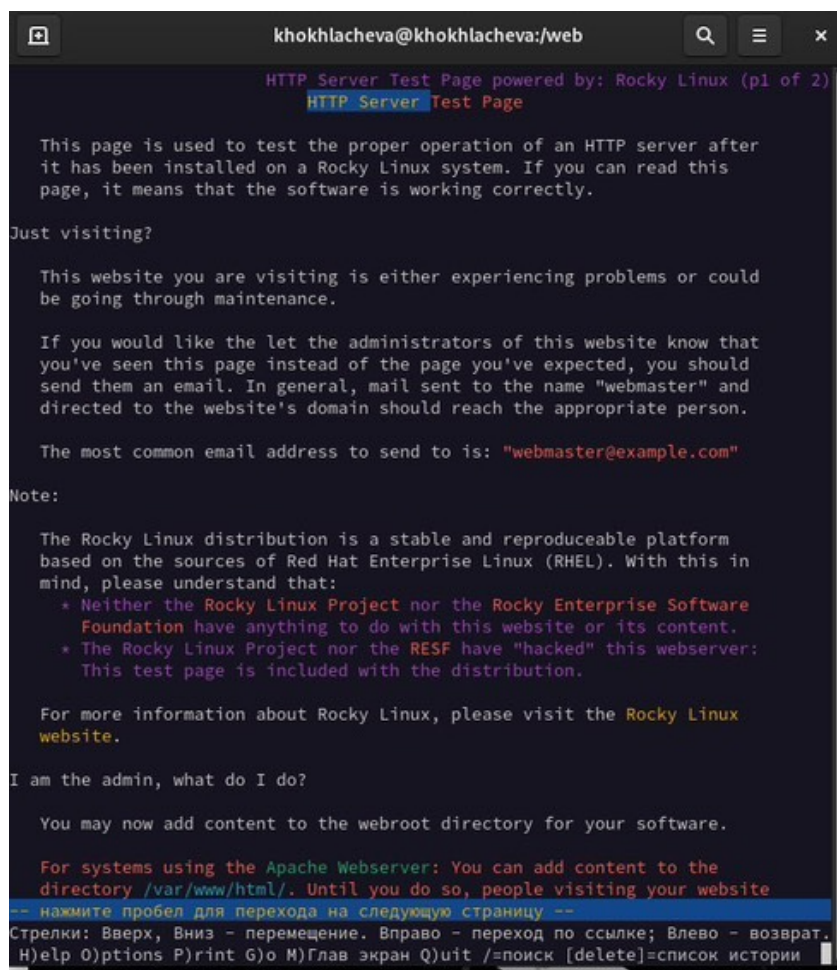 khokhlacheva@khokhlacheva:/web
HTTP Server Test Page powered by: Rocky Linux (p1 of 2)
HTTP Server Test Page
This page is used to test the proper operation of an HTTP server after
it has been installed on a Rocky Linux system. If you can read this
page, it means that the software is working correctly.
Just visiting?
This website you are visiting is either experiencing problems or could
be going through maintenance.
If you would like the let the administrators of this website know that
you've seen this page instead of the page you've expected, you should
send them an email. In general, mail sent to the name "webmaster" and
directed to the website's domain should reach the appropriate person.
The most common email address to send to is: "webmaster@example.com"
Note:
The Rocky Linux distribution is a stable and reproduceable platform
based on the sources of Red Hat Enterprise Linux (RHEL). With this in
mind, please understand that:
* Neither the Rocky Linux Project nor the Rocky Enterprise Software
Foundation have anything to do with this website or its content.
* The Rocky Linux Project nor the RESF have "hacked" this webserver:
This test page is included with the distribution.
For more information about Rocky Linux, please visit the Rocky Linux
website.
I am the admin, what do I do?
You may now add content to the webroot directory for your software.
For systems using the Apache Webserver: You can add content to the
directory /var/www/html/. Until you do so, people visiting your website
-- нажмите пробел для перехода на следующую страницу --
Стрелки: Вверх, Вниз - перемещение. Вправо - переход по ссылке; Влево - возврат.
H)elp O)ptions P)rint G)o M)Глав экран Q)uit /=поиск [delete]=список истории